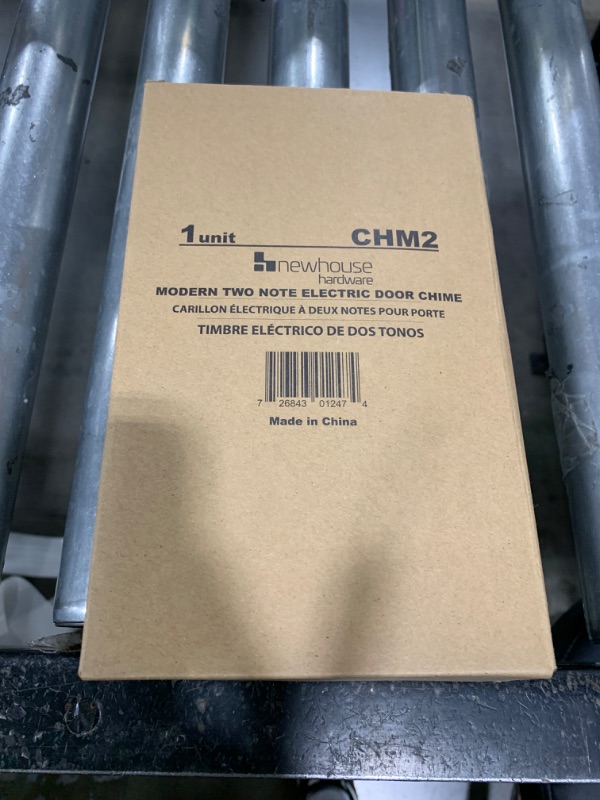 1 unit CHM2
newhouse
hardware
MODERN TWO NOTE ELECTRIC DOOR CHIME
CARILLON ÉLECTRIQUE À DEUX NOTES POUR PORTE
TIMBRE ELÉCTRICO DE DOS TONOS
7 26843 01247 4
Made in China